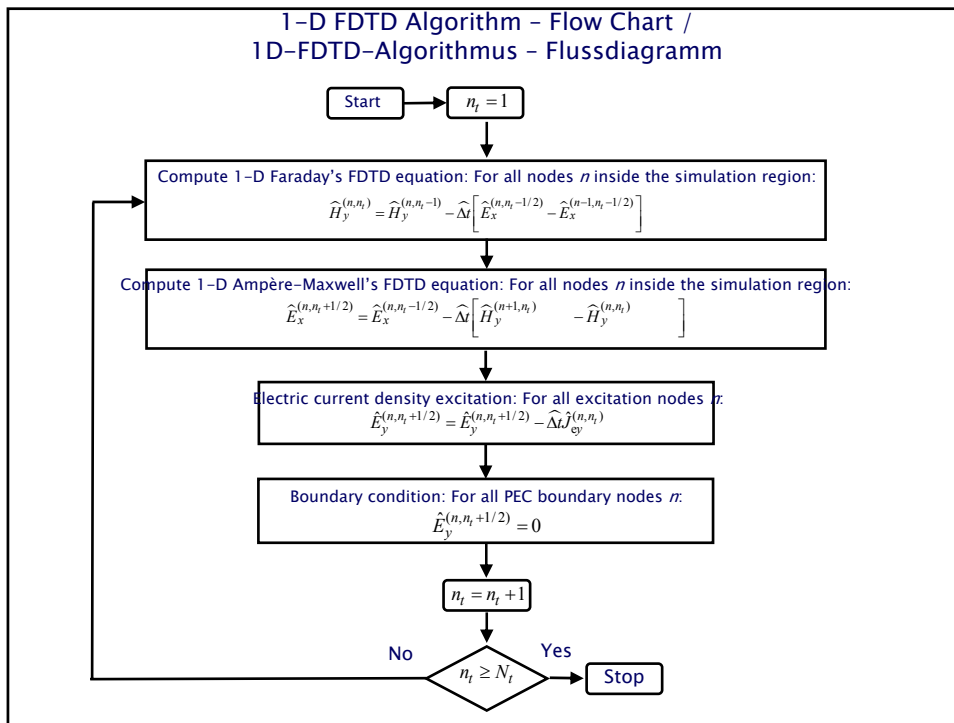 1-D FDTD Algorithm – Flow Chart /
1D-FDTD-Algorithmus – Flussdiagramm
Start
n_t = 1
Compute 1-D Faraday's FDTD equation: For all nodes n inside the simulation region:
Ĥ_y^{(n,n_t)} = Ĥ_y^{(n,n_t−1)} − Δ̂t [ Ê_x^{(n,n_t−1/2)} − Ê_x^{(n−1,n_t−1/2)} ]
Compute 1-D Ampère-Maxwell's FDTD equation: For all nodes n inside the simulation region:
Ê_x^{(n,n_t+1/2)} = Ê_x^{(n,n_t−1/2)} − Δ̂t [ Ĥ_y^{(n+1,n_t)} − Ĥ_y^{(n,n_t)} ]
Electric current density excitation: For all excitation nodes n:
Ê_y^{(n,n_t+1/2)} = Ê_y^{(n,n_t+1/2)} − Δ̂t Ĵ_{ey}^{(n,n_t)}
Boundary condition: For all PEC boundary nodes n:
Ê_y^{(n,n_t+1/2)} = 0
n_t = n_t + 1
No
Yes
n_t ≥ N_t
Stop